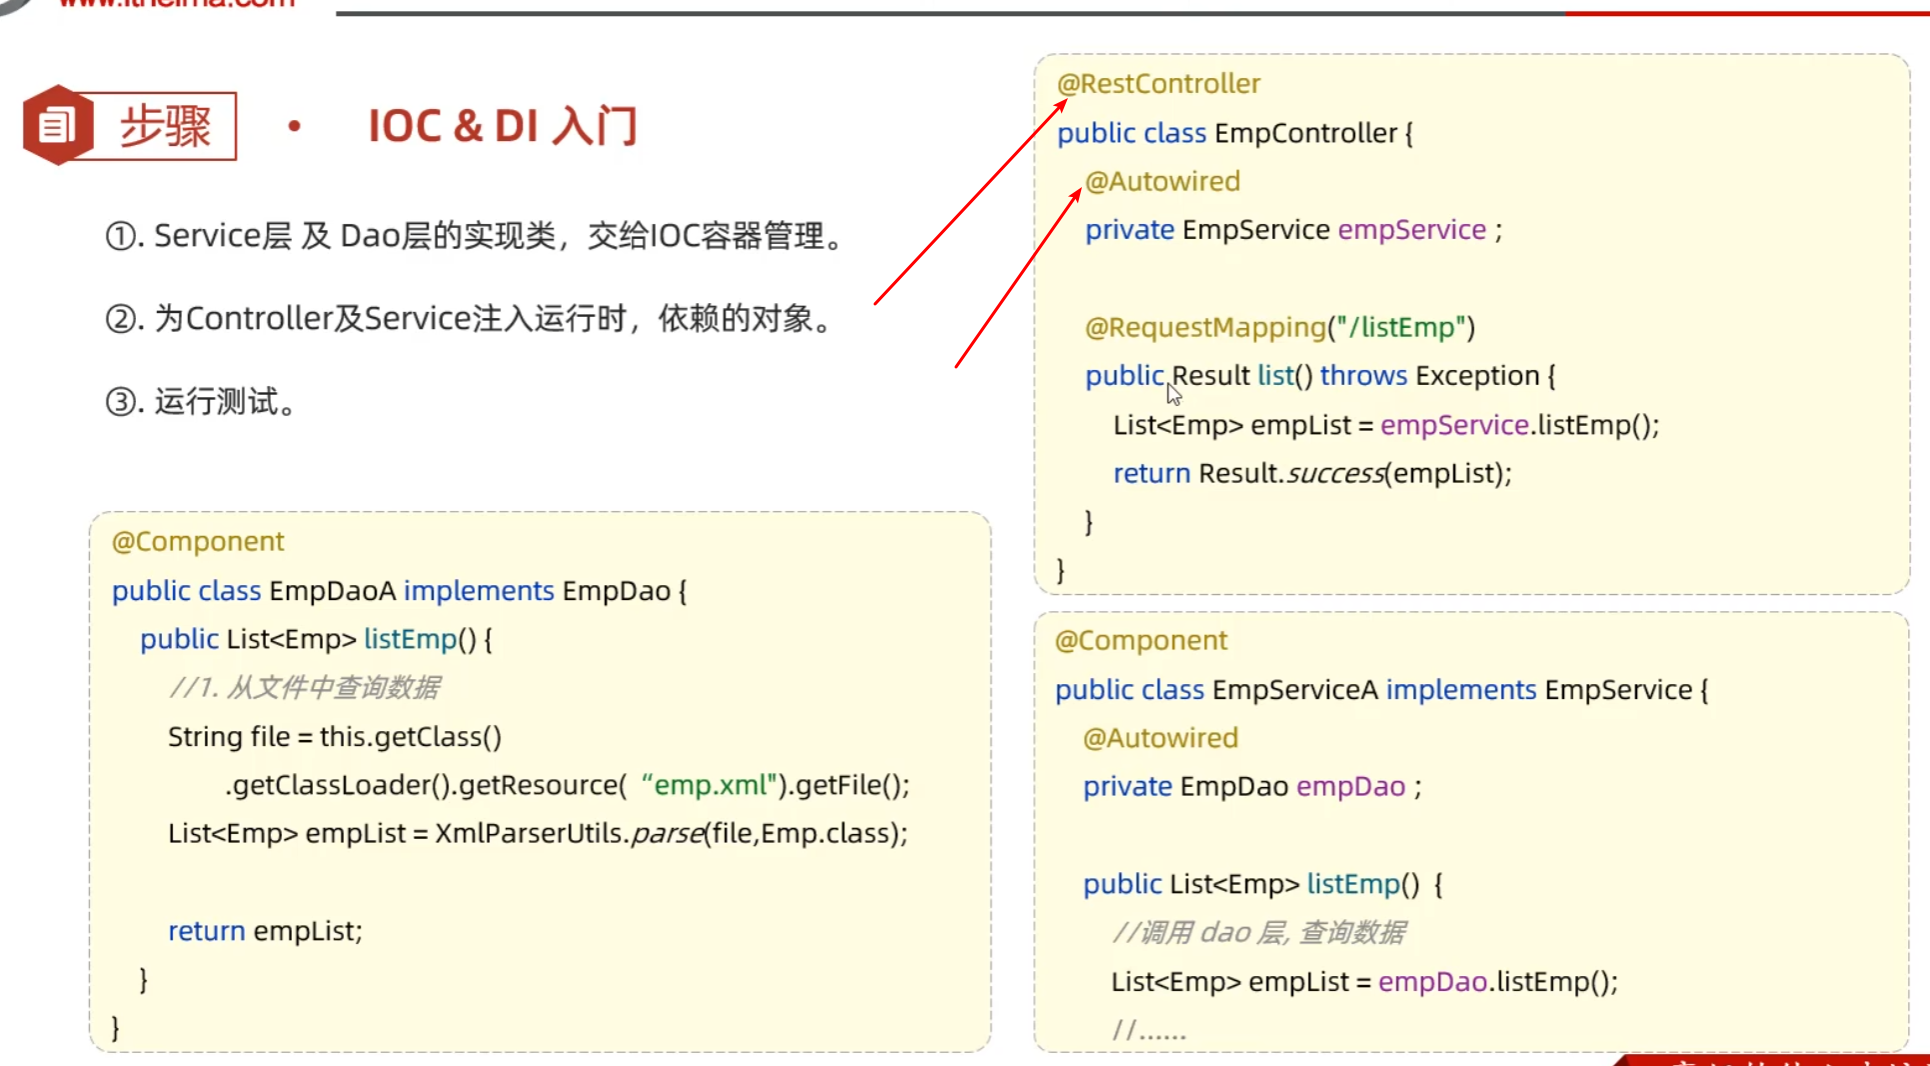 www.itheima.com
步骤
• IOC & DI 入门
①. Service层 及 Dao层的实现类，交给IOC容器管理。
②. 为Controller及Service注入运行时，依赖的对象。
③. 运行测试。
@Component
public class EmpDaoA implements EmpDao {
public List<Emp> listEmp() {
//1. 从文件中查询数据
String file = this.getClass()
.getClassLoader().getResource( “emp.xml").getFile();
List<Emp> empList = XmlParserUtils.parse(file,Emp.class);
return empList;
}
}
@RestController
public class EmpController {
@Autowired
private EmpService empService ;
@RequestMapping("/listEmp")
public Result list() throws Exception {
List<Emp> empList = empService.listEmp();
return Result.success(empList);
}
}
@Component
public class EmpServiceA implements EmpService {
@Autowired
private EmpDao empDao ;
public List<Emp> listEmp() {
//调用 dao 层, 查询数据
List<Emp> empList = empDao.listEmp();
//......